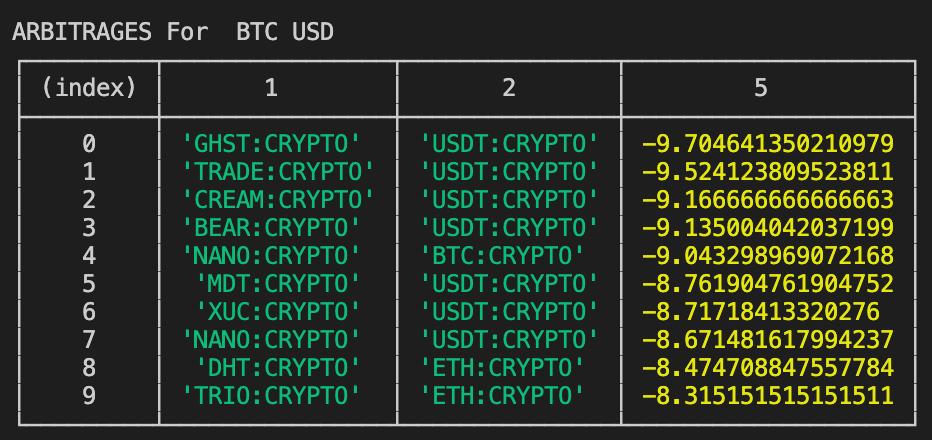 ARBITRAGES For  BTC USD
(index) 1 2 5
0 'GHST:CRYPTO' 'USDT:CRYPTO' -9.704641350210979
1 'TRADE:CRYPTO' 'USDT:CRYPTO' -9.524123809523811
2 'CREAM:CRYPTO' 'USDT:CRYPTO' -9.166666666666663
3 'BEAR:CRYPTO' 'USDT:CRYPTO' -9.135004042037199
4 'NANO:CRYPTO' 'BTC:CRYPTO' -9.043298969072168
5 'MDT:CRYPTO' 'USDT:CRYPTO' -8.761904761904752
6 'XUC:CRYPTO' 'USDT:CRYPTO' -8.71718413320276
7 'NANO:CRYPTO' 'USDT:CRYPTO' -8.671481617994237
8 'DHT:CRYPTO' 'ETH:CRYPTO' -8.474708847557784
9 'TRIO:CRYPTO' 'ETH:CRYPTO' -8.315151515151511